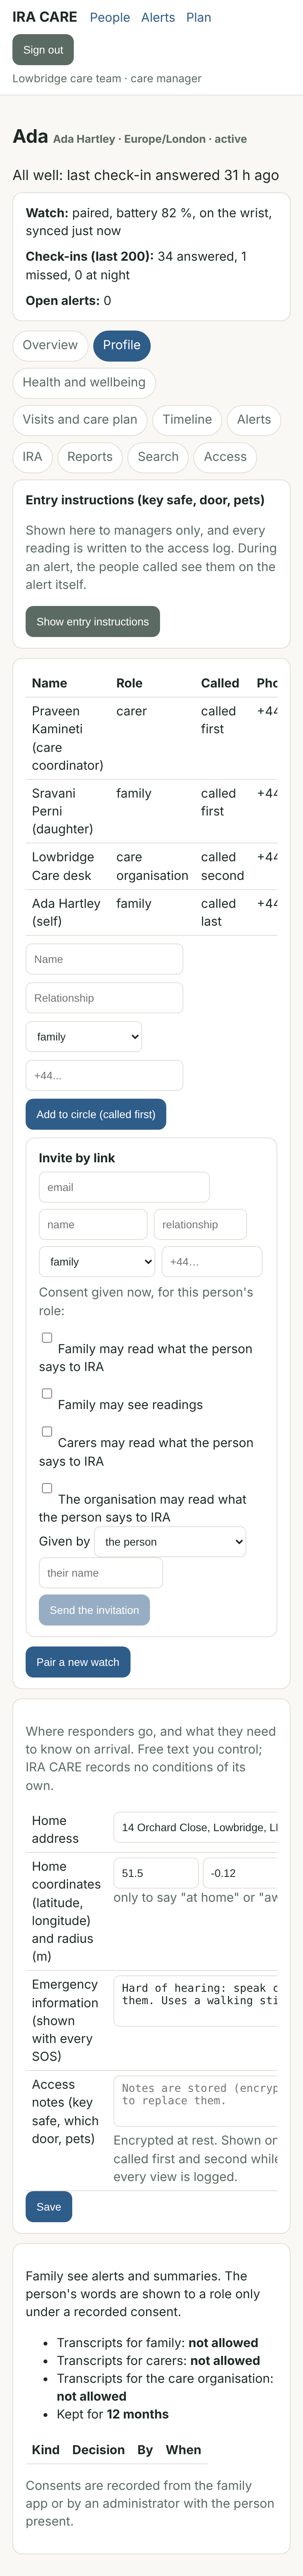 IRA CARE People Alerts Plan
Sign out
Lowbridge care team · care manager
Ada Ada Hartley · Europe/London · active
All well: last check-in answered 31 h ago
Watch: paired, battery 82 %, on the wrist,
synced just now
Check-ins (last 200): 34 answered, 1
missed, 0 at night
Open alerts: 0
Overview Profile
Health and wellbeing
Visits and care plan Timeline Alerts
IRA Reports Search Access
Entry instructions (key safe, door, pets)
Shown here to managers only, and every
reading is written to the access log. During
an alert, the people called see them on the
alert itself.
Show entry instructions
Name Role Called
Praveen Kamineti (care coordinator) carer called first +44
Sravani Perni (daughter) family called first +44
Lowbridge Care desk care organisation called second +44
Ada Hartley (self) family called last +44
Name
Relationship
family
+44...
Add to circle (called first)
Invite by link
email
name relationship
family +44...
Consent given now, for this person's
role:
Family may read what the person
says to IRA
Family may see readings
Carers may read what the person
says to IRA
The organisation may read what
the person says to IRA
Given by the person
their name
Send the invitation
Pair a new watch
Where responders go, and what they need
to know on arrival. Free text you control;
IRA CARE records no conditions of its
own.
Home address 14 Orchard Close, Lowbridge,
Home coordinates (latitude, longitude) and radius (m) 51.5 -0.12
only to say "at home" or
Emergency information (shown with every SOS) Hard of hearing: speak
them. Uses a walking
Access notes (key safe, which door, pets) Notes are stored
to replace them.
Encrypted at rest. Shown
called first and second
every view is logged.
Save
Family see alerts and summaries. The
person's words are shown to a role only
under a recorded consent.
• Transcripts for family: not allowed
• Transcripts for carers: not allowed
• Transcripts for the care organisation:
not allowed
• Kept for 12 months
Kind Decision By When
Consents are recorded from the family
app or by an administrator with the person
present.